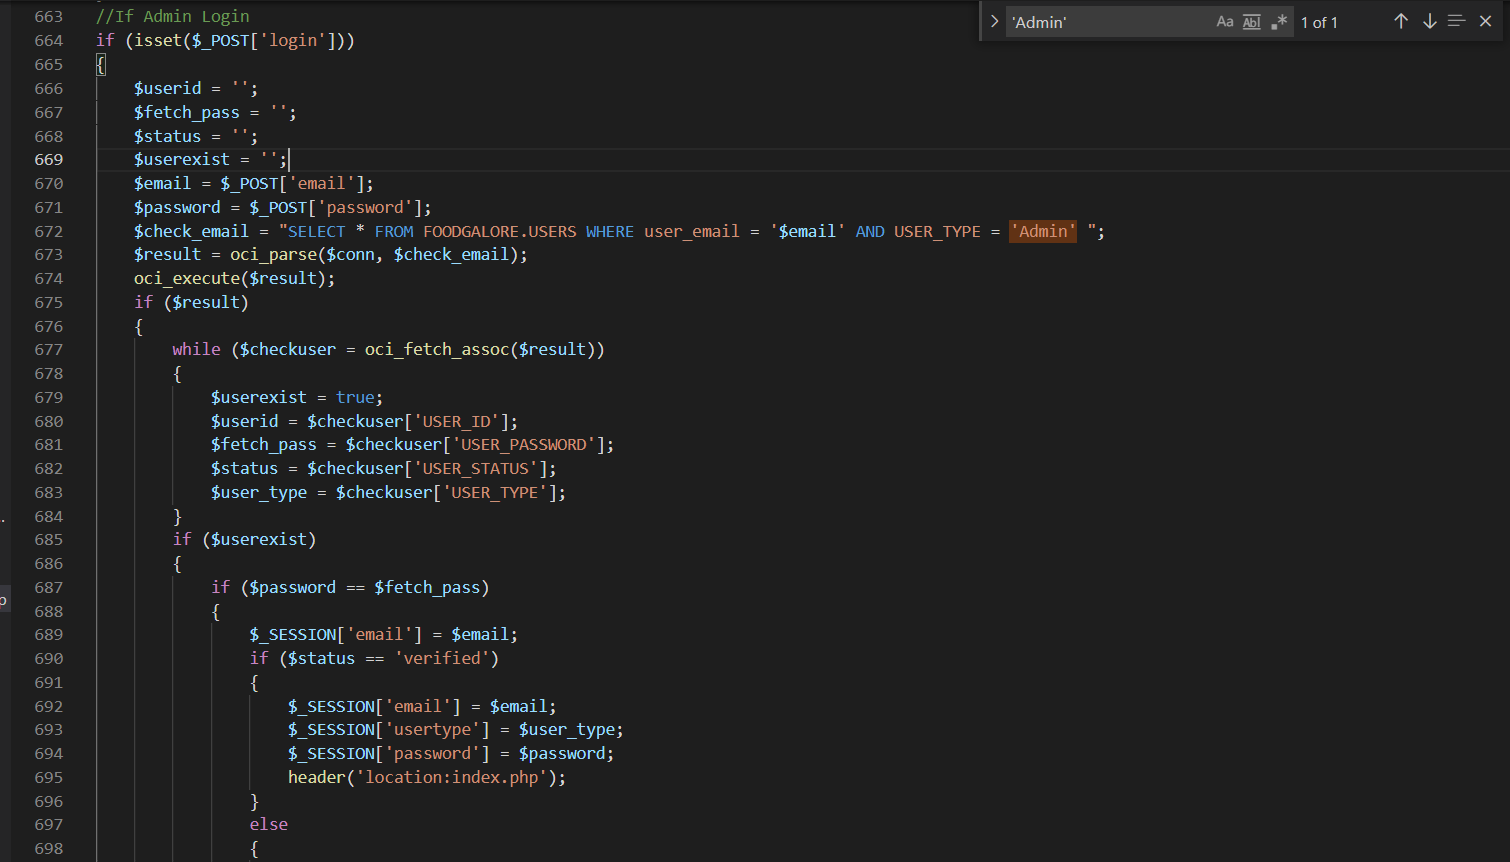 663 //If Admin Login
'Admin' Aa Abl .* 1 of 1
664 if (isset($_POST['login']))
665 {
666 $userid = '';
667 $fetch_pass = '';
668 $status = '';
669 $userexist = '';
670 $email = $_POST['email'];
671 $password = $_POST['password'];
672 $check_email = "SELECT * FROM FOODGALORE.USERS WHERE user_email = '$email' AND USER_TYPE = 'Admin' ";
673 $result = oci_parse($conn, $check_email);
674 oci_execute($result);
675 if ($result)
676 {
677 while ($checkuser = oci_fetch_assoc($result))
678 {
679 $userexist = true;
680 $userid = $checkuser['USER_ID'];
681 $fetch_pass = $checkuser['USER_PASSWORD'];
682 $status = $checkuser['USER_STATUS'];
683 $user_type = $checkuser['USER_TYPE'];
684 }
685 if ($userexist)
686 {
687 if ($password == $fetch_pass)
p
688 {
689 $_SESSION['email'] = $email;
690 if ($status == 'verified')
691 {
692 $_SESSION['email'] = $email;
693 $_SESSION['usertype'] = $user_type;
694 $_SESSION['password'] = $password;
695 header('location:index.php');
696 }
697 else
698 {